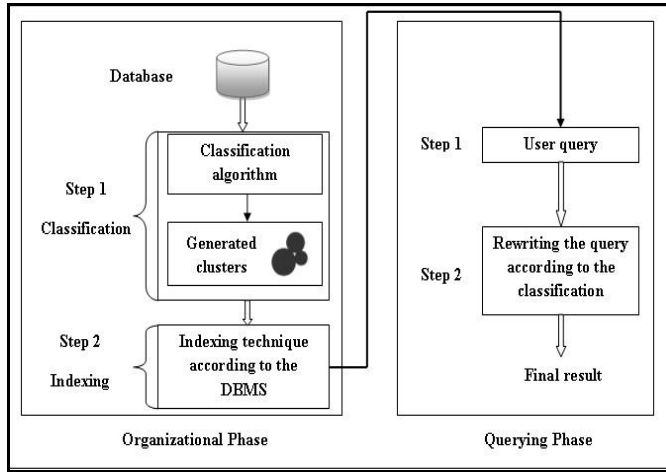 Database
Step 1
Classification
Classification
algorithm
Generated
clusters
Step 2
Indexing
Indexing technique
according to the
DBMS
Organizational Phase
Step 1
User query
Step 2
Rewriting the query
according to the
classification
Final result
Querying Phase